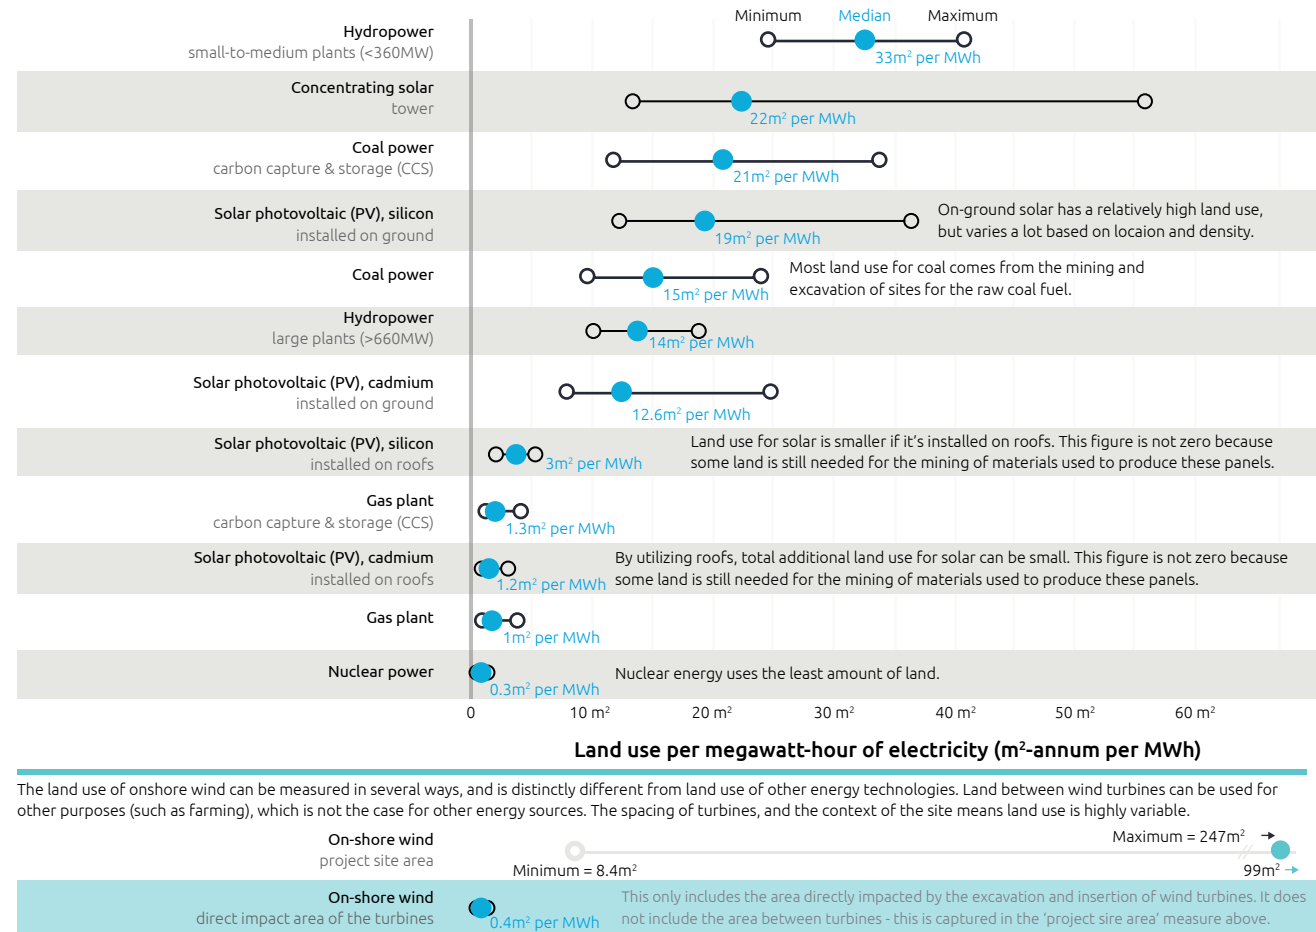 Minimum Median Maximum
Hydropower
small-to-medium plants (<360MW)
33m² per MWh
Concentrating solar
tower
22m² per MWh
Coal power
carbon capture & storage (CCS)
21m² per MWh
Solar photovoltaic (PV), silicon
installed on ground
19m² per MWh
On-ground solar has a relatively high land use,
but varies a lot based on locaion and density.
Coal power
15m² per MWh
Most land use for coal comes from the mining and
excavation of sites for the raw coal fuel.
Hydropower
large plants (>660MW)
14m² per MWh
Solar photovoltaic (PV), cadmium
installed on ground
12.6m² per MWh
Solar photovoltaic (PV), silicon
installed on roofs
3m² per MWh
Land use for solar is smaller if it's installed on roofs. This figure is not zero because
some land is still needed for the mining of materials used to produce these panels.
Gas plant
carbon capture & storage (CCS)
1.3m² per MWh
Solar photovoltaic (PV), cadmium
installed on roofs
1.2m² per MWh
By utilizing roofs, total additional land use for solar can be small. This figure is not zero because
some land is still needed for the mining of materials used to produce these panels.
Gas plant
1m² per MWh
Nuclear power
0.3m² per MWh
Nuclear energy uses the least amount of land.
0 10 m² 20 m² 30 m² 40 m² 50 m² 60 m²
Land use per megawatt-hour of electricity (m²-annum per MWh)
The land use of onshore wind can be measured in several ways, and is distinctly different from land use of other energy technologies. Land between wind turbines can be used for
other purposes (such as farming), which is not the case for other energy sources. The spacing of turbines, and the context of the site means land use is highly variable.
On-shore wind
project site area
Minimum = 8.4m²
Maximum = 247m² →
99m² →
On-shore wind
direct impact area of the turbines
0.4m² per MWh
This only includes the area directly impacted by the excavation and insertion of wind turbines. It does
not include the area between turbines - this is captured in the 'project sire area' measure above.